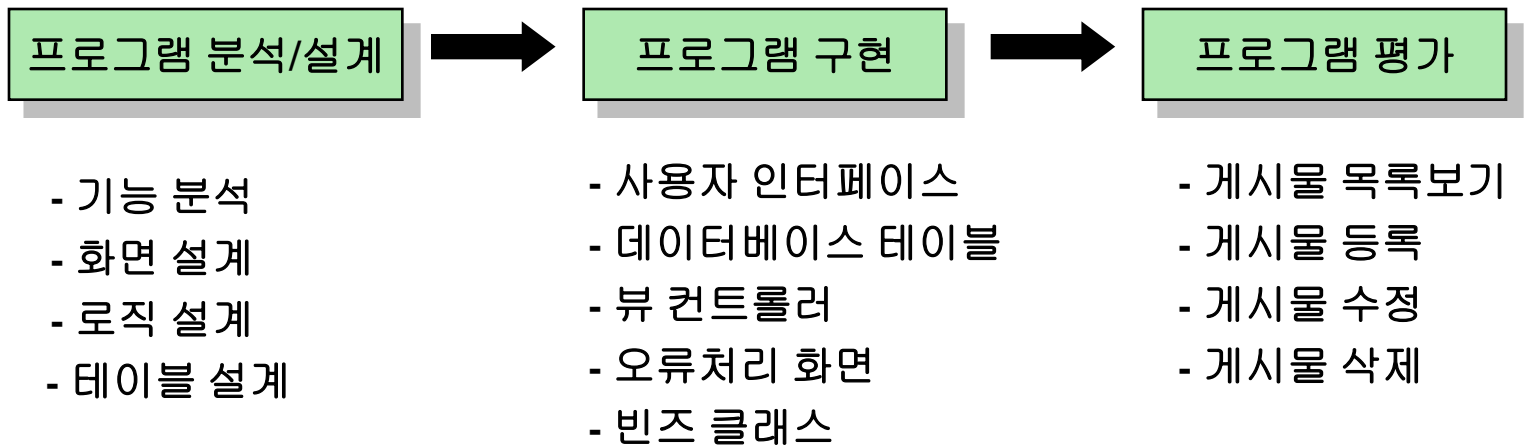 프로그램 분석/설계
- 기능 분석
- 화면 설계
- 로직 설계
- 테이블 설계
프로그램 구현
- 사용자 인터페이스
- 데이터베이스 테이블
- 뷰 컨트롤러
- 오류처리 화면
- 빈즈 클래스
프로그램 평가
- 게시물 목록보기
- 게시물 등록
- 게시물 수정
- 게시물 삭제